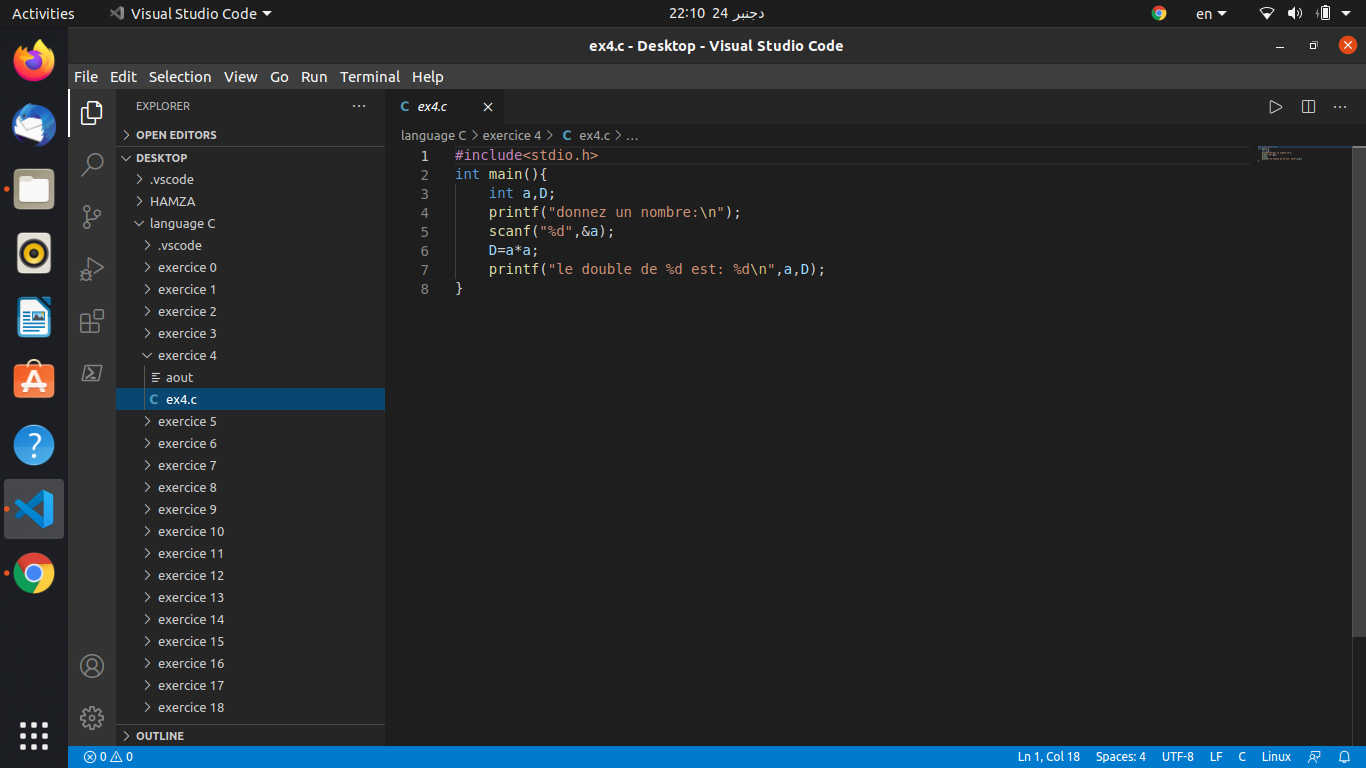 Activities
Visual Studio Code
22:10 24 دجنبر
en
ex4.c - Desktop - Visual Studio Code
File Edit Selection View Go Run Terminal Help
EXPLORER
OPEN EDITORS
DESKTOP
.vscode
HAMZA
language C
.vscode
exercice 0
exercice 1
exercice 2
exercice 3
exercice 4
aout
C ex4.c
exercice 5
exercice 6
exercice 7
exercice 8
exercice 9
exercice 10
exercice 11
exercice 12
exercice 13
exercice 14
exercice 15
exercice 16
exercice 17
exercice 18
OUTLINE
C ex4.c
language C > exercice 4 > C ex4.c > ...
1 #include<stdio.h>
2 int main(){
3 int a,D;
4 printf("donnez un nombre:\n");
5 scanf("%d",&a);
6 D=a*a;
7 printf("le double de %d est: %d\n",a,D);
8 }
0 0
Ln 1, Col 18
Spaces: 4
UTF-8
LF
C
Linux